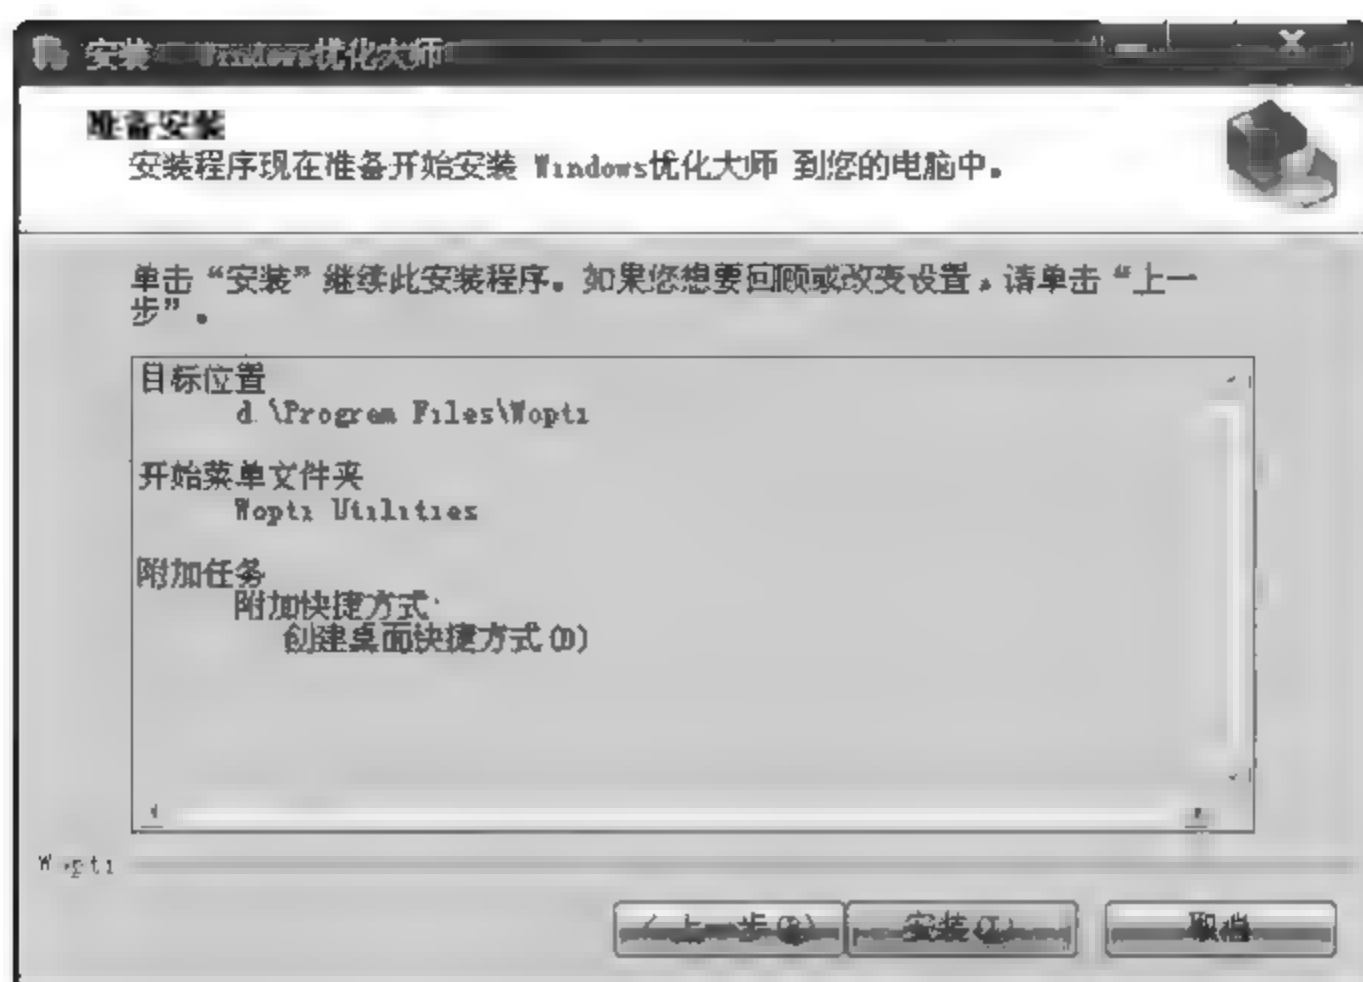 安装 - Windows优化大师
准备安装
安装程序现在准备开始安装 Windows优化大师 到您的电脑中。
单击“安装”继续此安装程序。如果您想要回顾或改变设置，请单击“上一
步”。
目标位置
d:\Program Files\Wopti
开始菜单文件夹
Wopti Utilities
附加任务
附加快捷方式:
创建桌面快捷方式(D)
Wopti
< 上一步(B)
安装(I)
取消